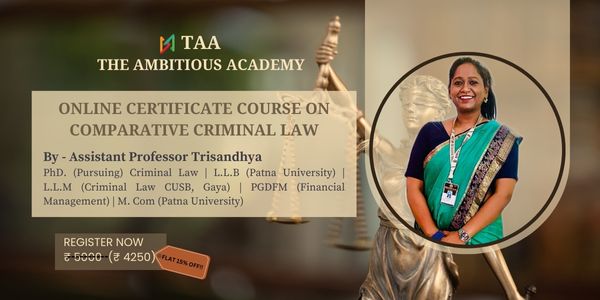 TAA
THE AMBITIOUS ACADEMY
ONLINE CERTIFICATE COURSE ON
COMPARATIVE CRIMINAL LAW
By - Assistant Professor Trisandhya
PhD. (Pursuing) Criminal Law | L.L.B (Patna University) |
L.L.M (Criminal Law CUSB, Gaya) | PGDFM (Financial
Management) | M. Com (Patna University)
REGISTER NOW
₹ 5000 (₹ 4250)
FLAT 15% OFF!!